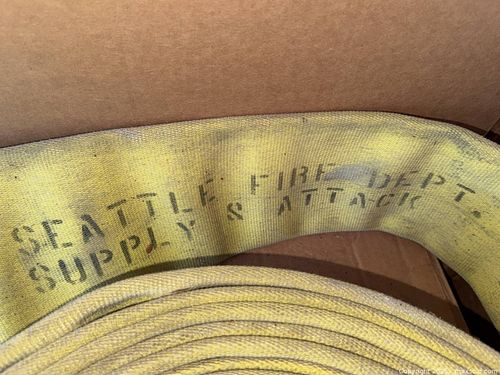 SEATTLE FIRE DEPT.
SUPPLY & ATTACK